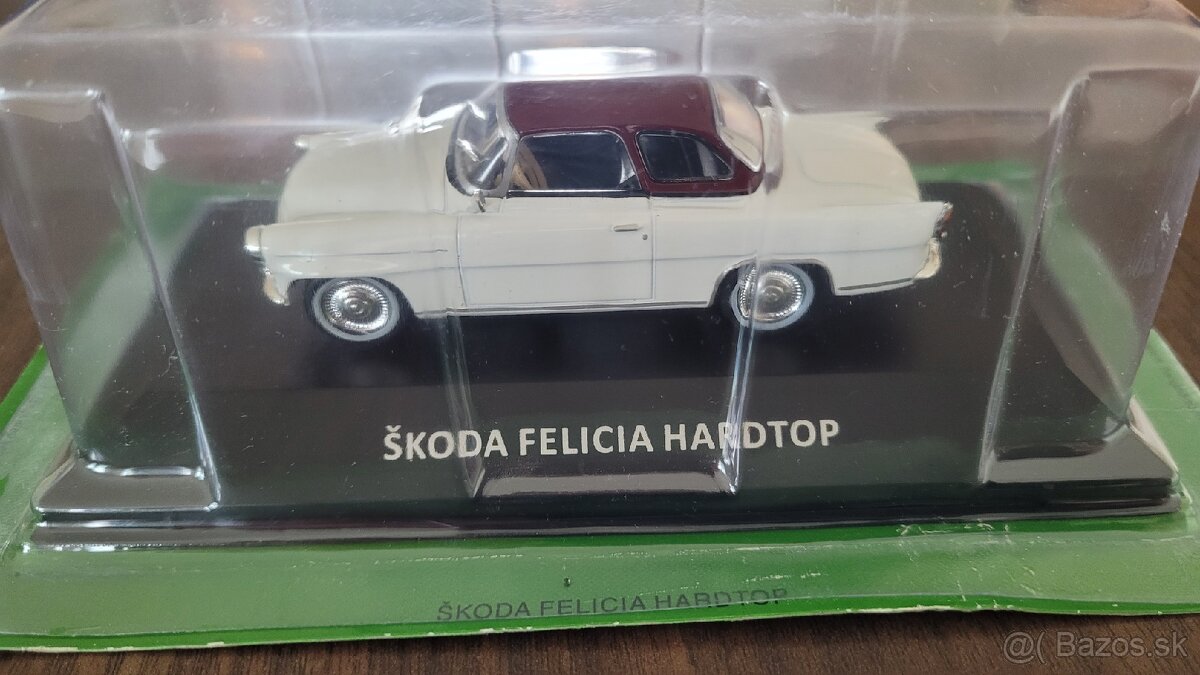 ŠKODA FELICIA HARDTOP
ŠKODA FELICIA HARDTOP
@( Bazos.sk